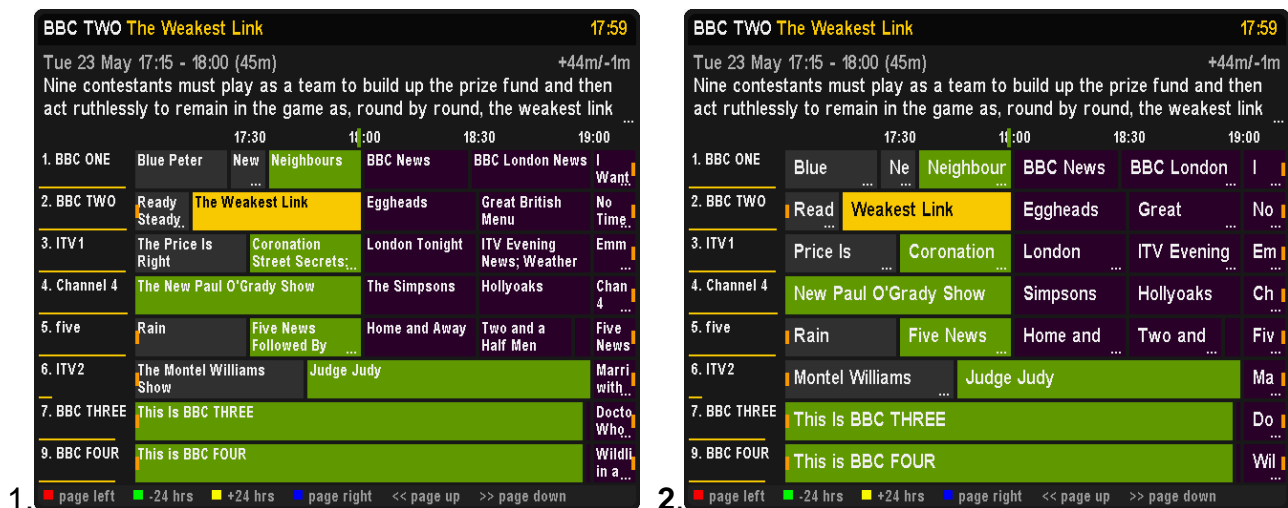 BBC TWO The Weakest Link 17:59
Tue 23 May 17:15 - 18:00 (45m) +44m/-1m
Nine contestants must play as a team to build up the prize fund and then
act ruthlessly to remain in the game as, round by round, the weakest link ...
17:30 18:00 18:30 19:00
1. BBC ONE Blue Peter New ... Neighbours BBC News BBC London News I
Want...
2. BBC TWO Ready The Weakest Link Eggheads Great British No
Steady... Menu Time...
3. ITV1 The Price Is Coronation London Tonight ITV Evening Emm ...
Right Street Secrets;... News; Weather
4. Channel 4 The New Paul O'Grady Show The Simpsons Hollyoaks Chan
4 ...
5. five Rain Five News Home and Away Two and a Five
Followed By ... Half Men News
6. ITV2 The Montel Williams Judge Judy Marri
Show with...
7. BBC THREE This Is BBC THREE Docto
Who...
9. BBC FOUR This is BBC FOUR Wildli
in a...
page left -24 hrs +24 hrs page right << page up >> page down
1.
BBC TWO The Weakest Link 17:59
Tue 23 May 17:15 - 18:00 (45m) +44m/-1m
Nine contestants must play as a team to build up the prize fund and then
act ruthlessly to remain in the game as, round by round, the weakest link ...
17:30 18:00 18:30 19:00
1. BBC ONE Blue ... Ne ... Neighbour ... BBC News BBC London ... I ...
2. BBC TWO Read ... Weakest Link Eggheads Great ... No ...
3. ITV1 Price Is ... Coronation ... London ... ITV Evening ... Em ...
4. Channel 4 New Paul O'Grady Show Simpsons Hollyoaks Ch ...
5. five Rain Five News ... Home and ... Two and ... Fiv ...
6. ITV2 Montel Williams ... Judge Judy Ma ...
7. BBC THREE This Is BBC THREE Do ...
9. BBC FOUR This is BBC FOUR Wil ...
page left -24 hrs +24 hrs page right << page up >> page down
2.